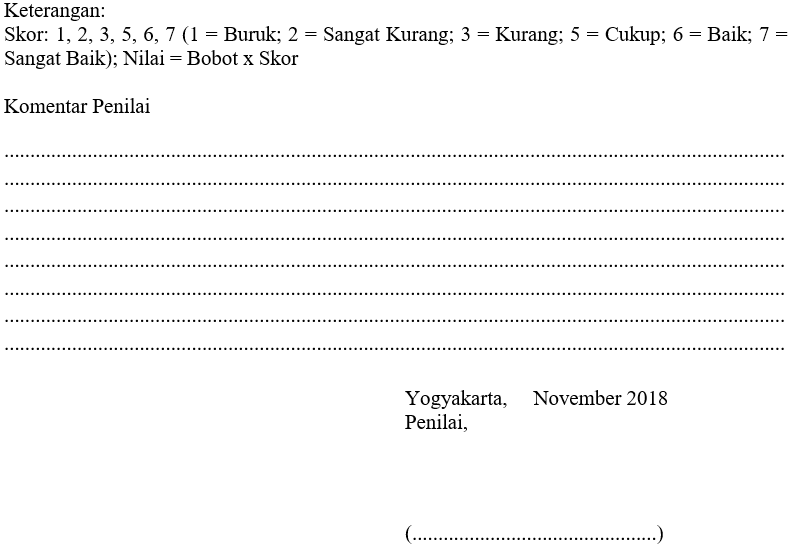 Keterangan:
Skor: 1, 2, 3, 5, 6, 7 (1 = Buruk; 2 = Sangat Kurang; 3 = Kurang; 5 = Cukup; 6 = Baik; 7 =
Sangat Baik); Nilai = Bobot x Skor
Komentar Penilai
..........................................................................................................................................................
..........................................................................................................................................................
..........................................................................................................................................................
..........................................................................................................................................................
..........................................................................................................................................................
..........................................................................................................................................................
..........................................................................................................................................................
..........................................................................................................................................................
Yogyakarta, November 2018
Penilai,
(...............................................)